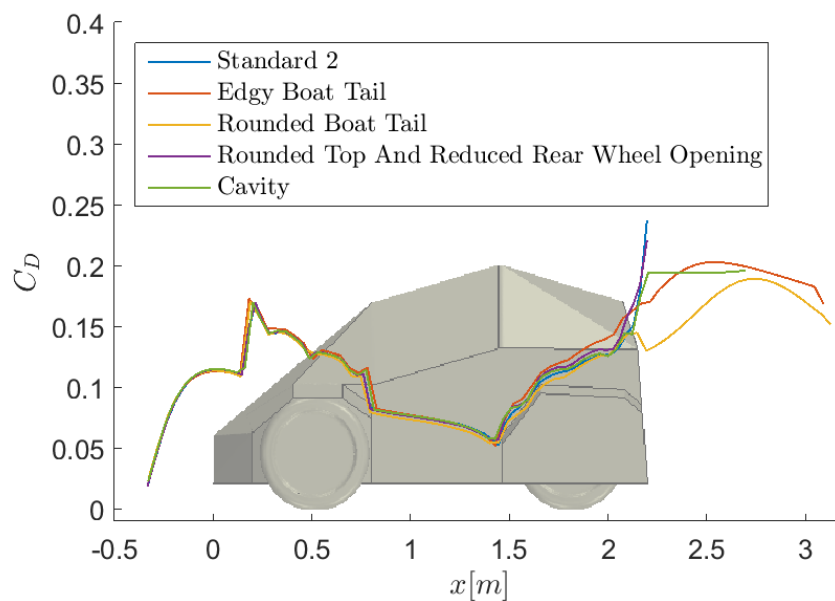 0.4
0.35
0.3
0.25
0.2
0.15
0.1
0.05
0
C_D
Standard 2
Edgy Boat Tail
Rounded Boat Tail
Rounded Top And Reduced Rear Wheel Opening
Cavity
-0.5 0 0.5 1 1.5 2 2.5 3
x[m]